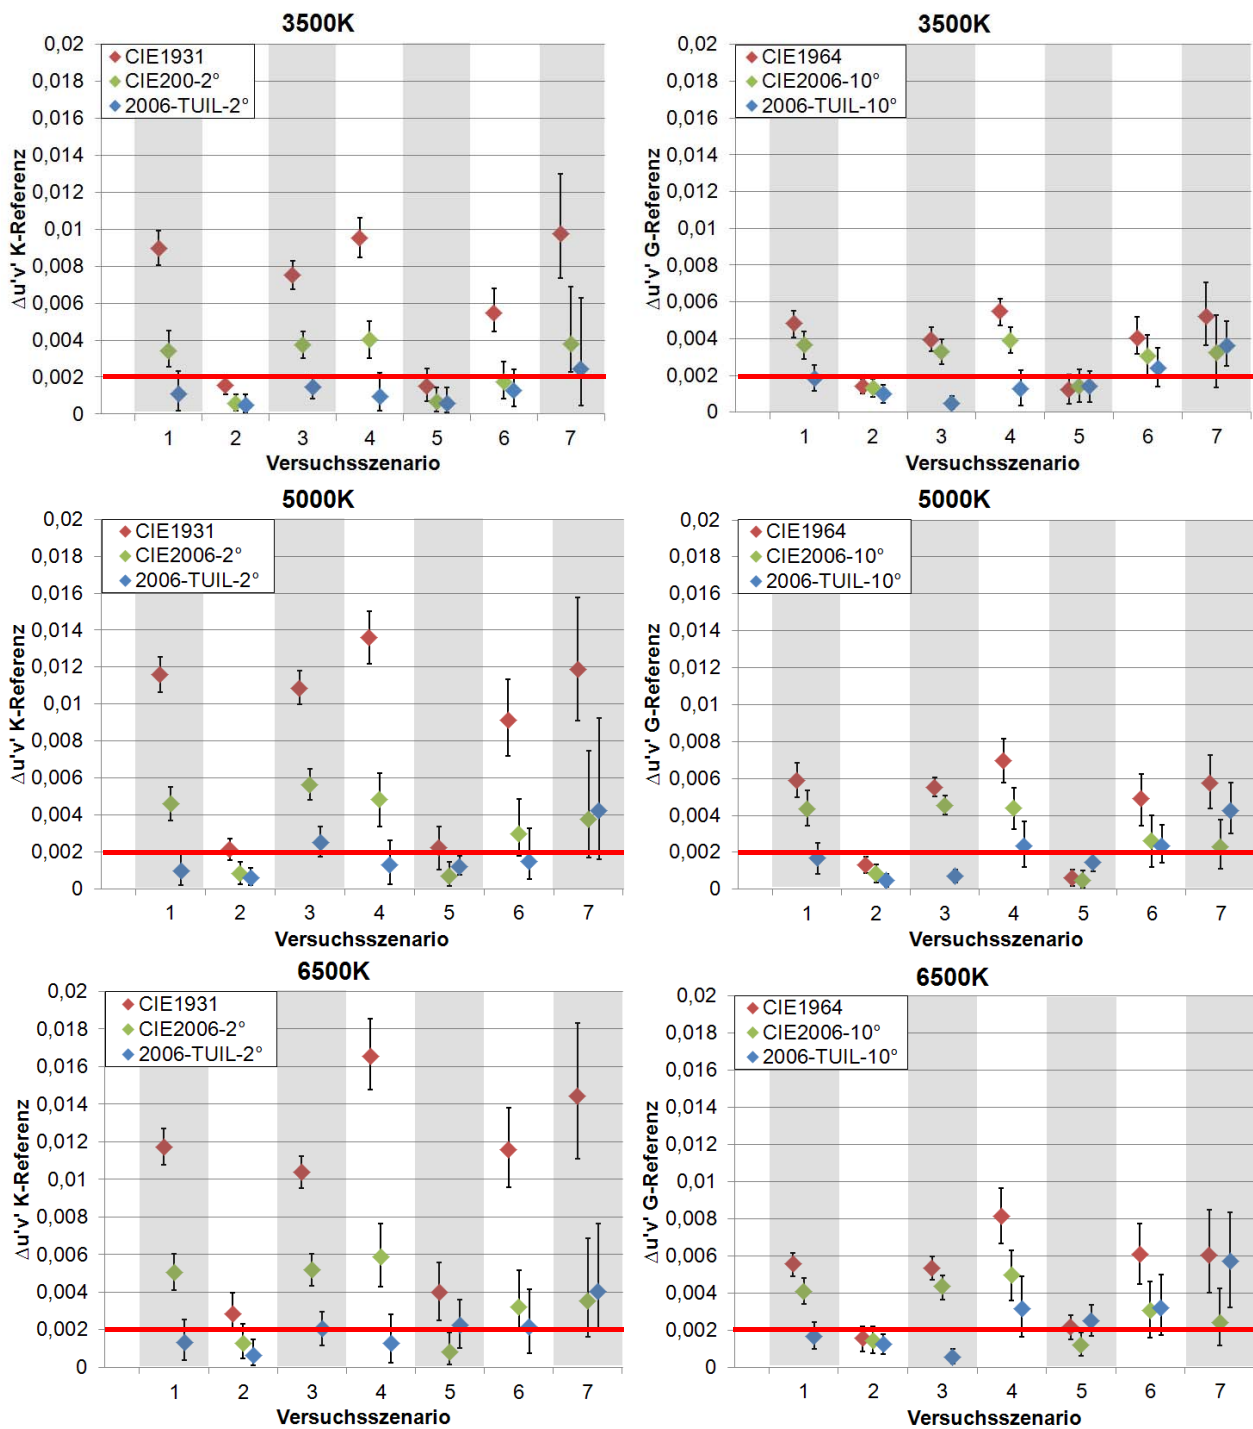 3500K
CIE1931
CIE200-2°
2006-TUIL-2°
Δu'v' K-Referenz
0,02
0,018
0,016
0,014
0,012
0,01
0,008
0,006
0,004
0,002
0
1 2 3 4 5 6 7
Versuchsszenario
3500K
CIE1964
CIE2006-10°
2006-TUIL-10°
Δu'v' G-Referenz
0,02
0,018
0,016
0,014
0,012
0,01
0,008
0,006
0,004
0,002
0
1 2 3 4 5 6 7
Versuchsszenario
5000K
CIE1931
CIE2006-2°
2006-TUIL-2°
Δu'v' K-Referenz
0,02
0,018
0,016
0,014
0,012
0,01
0,008
0,006
0,004
0,002
0
1 2 3 4 5 6 7
Versuchsszenario
5000K
CIE1964
CIE2006-10°
2006-TUIL-10°
Δu'v' G-Referenz
0,02
0,018
0,016
0,014
0,012
0,01
0,008
0,006
0,004
0,002
0
1 2 3 4 5 6 7
Versuchsszenario
6500K
CIE1931
CIE2006-2°
2006-TUIL-2°
Δu'v' K-Referenz
0,02
0,018
0,016
0,014
0,012
0,01
0,008
0,006
0,004
0,002
0
1 2 3 4 5 6 7
Versuchsszenario
6500K
CIE1964
CIE2006-10°
2006-TUIL-10°
Δu'v' G-Referenz
0,02
0,018
0,016
0,014
0,012
0,01
0,008
0,006
0,004
0,002
0
1 2 3 4 5 6 7
Versuchsszenario